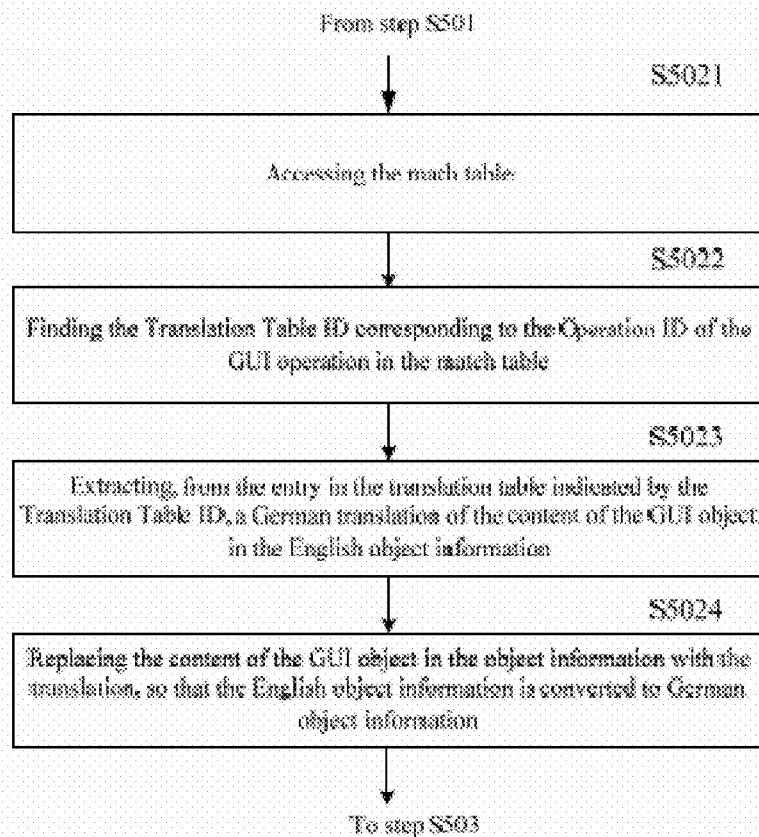 From step S501
S5021
Accessing the mach table
S5022
Finding the Translation Table ID corresponding to the Operation ID of the
GUI operation in the match table
S5023
Extracting, from the entry in the translation table indicated by the
Translation Table ID, a German translation of the content of the GUI object
in the English object information
S5024
Replacing the content of the GUI object in the object information with the
translation, so that the English object information is converted to German
object information
To step S503